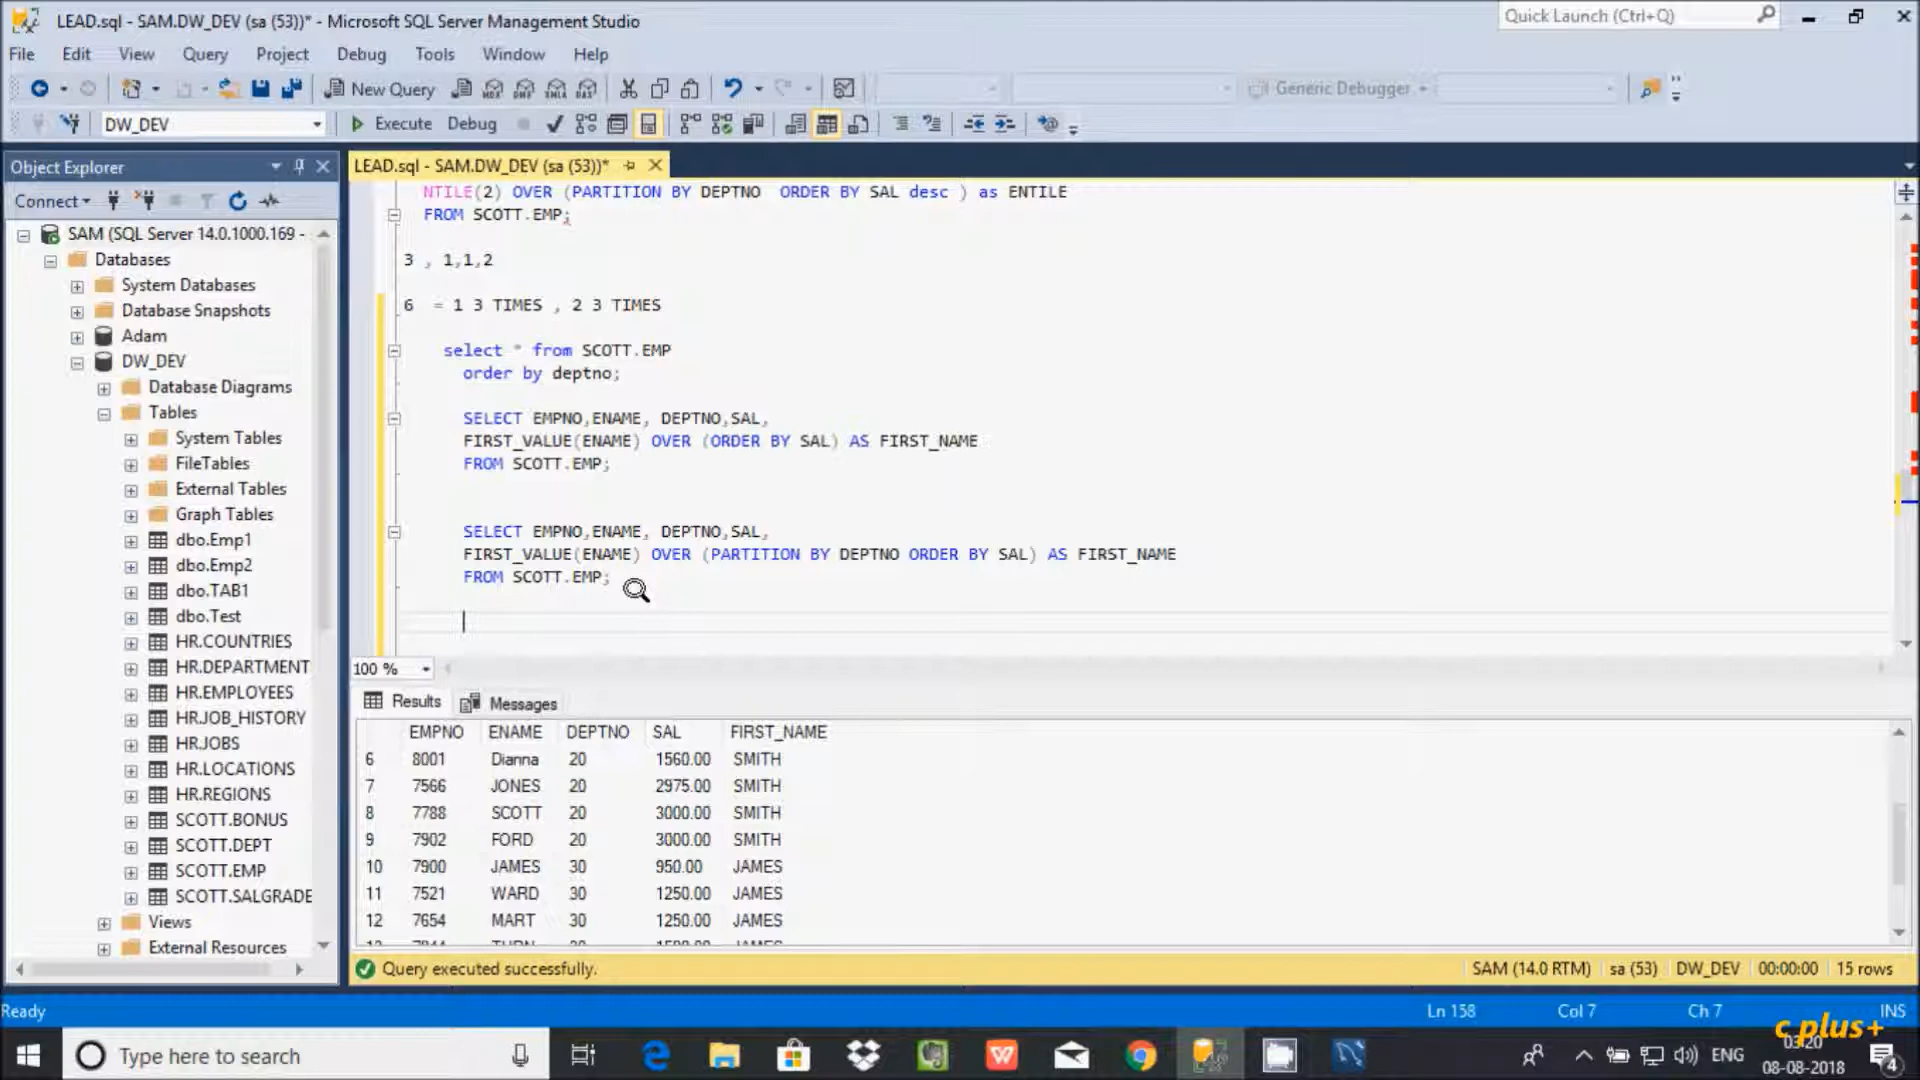 LEAD.sql - SAM.DW_DEV (sa (53))* - Microsoft SQL Server Management Studio
Quick Launch (Ctrl+Q)
File Edit View Query Project Debug Tools Window Help
New Query
Generic Debugger
DW_DEV
Execute Debug
Object Explorer
Connect
SAM (SQL Server 14.0.1000.169 -
Databases
System Databases
Database Snapshots
Adam
DW_DEV
Database Diagrams
Tables
System Tables
FileTables
External Tables
Graph Tables
dbo.Emp1
dbo.Emp2
dbo.TAB1
dbo.Test
HR.COUNTRIES
HR.DEPARTMENT
HR.EMPLOYEES
HR.JOB_HISTORY
HR.JOBS
HR.LOCATIONS
HR.REGIONS
SCOTT.BONUS
SCOTT.DEPT
SCOTT.EMP
SCOTT.SALGRADE
Views
External Resources
LEAD.sql - SAM.DW_DEV (sa (53))*
NTILE(2) OVER (PARTITION BY DEPTNO ORDER BY SAL desc ) as ENTILE
FROM SCOTT.EMP;
3 , 1,1,2
6 = 1 3 TIMES , 2 3 TIMES
select * from SCOTT.EMP
order by deptno;
SELECT EMPNO,ENAME, DEPTNO,SAL,
FIRST_VALUE(ENAME) OVER (ORDER BY SAL) AS FIRST_NAME
FROM SCOTT.EMP;
SELECT EMPNO,ENAME, DEPTNO,SAL,
FIRST_VALUE(ENAME) OVER (PARTITION BY DEPTNO ORDER BY SAL) AS FIRST_NAME
FROM SCOTT.EMP;
100 %
Results Messages
EMPNO ENAME DEPTNO SAL FIRST_NAME
6 8001 Dianna 20 1560.00 SMITH
7 7566 JONES 20 2975.00 SMITH
8 7788 SCOTT 20 3000.00 SMITH
9 7902 FORD 20 3000.00 SMITH
10 7900 JAMES 30 950.00 JAMES
11 7521 WARD 30 1250.00 JAMES
12 7654 MART 30 1250.00 JAMES
Query executed successfully.
SAM (14.0 RTM) sa (53) DW_DEV 00:00:00 15 rows
Ready
Ln 158 Col 7 Ch 7 INS
c plus+
Type here to search
ENG
03:20
08-08-2018
4